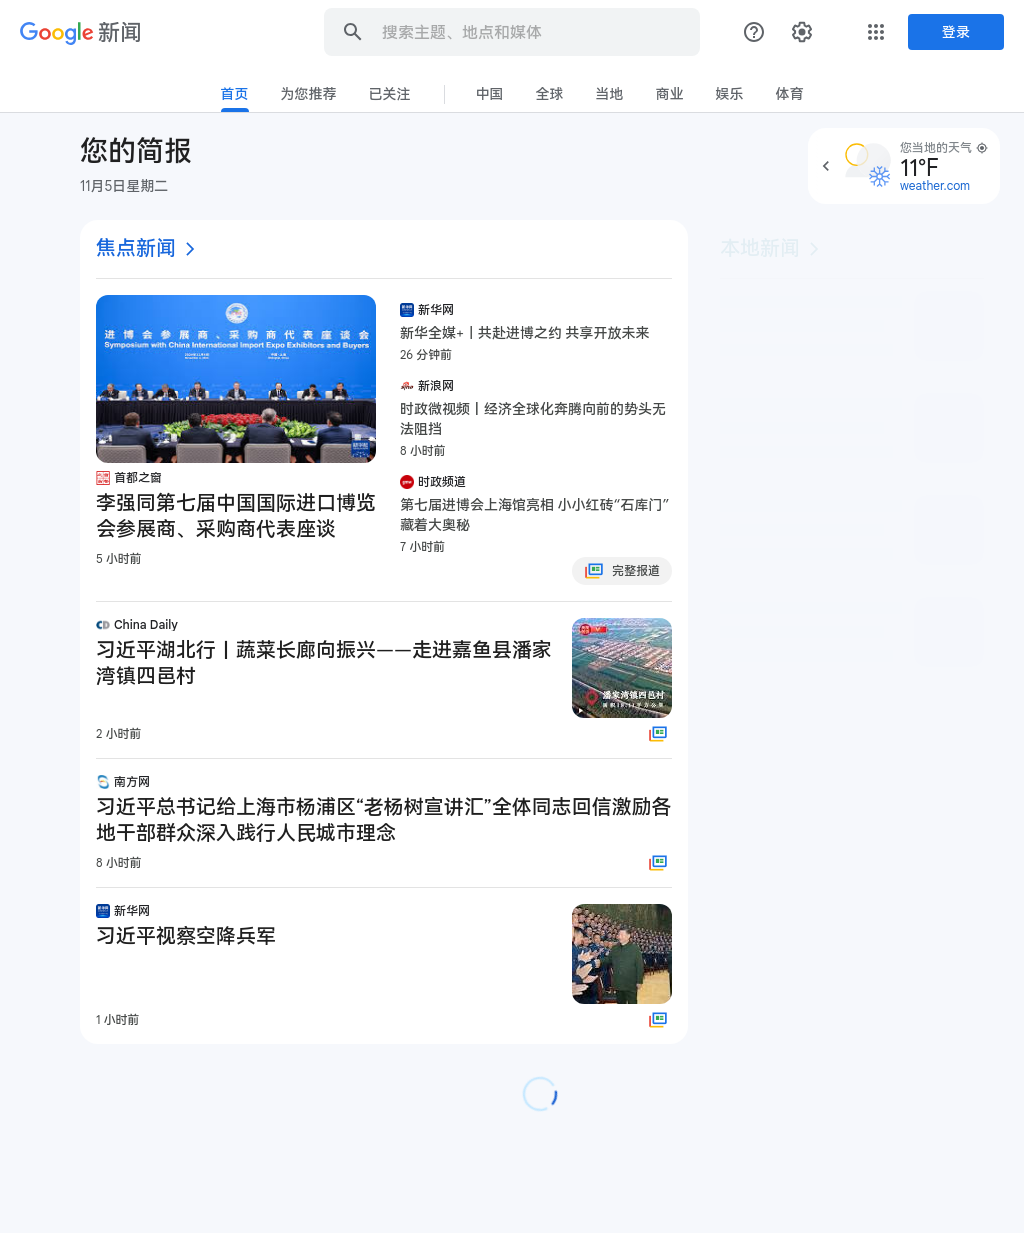 Google 新闻
搜索主题、地点和媒体
登录
首页
为您推荐
已关注
中国
全球
当地
商业
娱乐
体育
您的简报
11月5日星期二
您当地的天气
11°F
weather.com
焦点新闻
本地新闻
进博会参展商、采购商代表座谈会
Symposium with China International Import Expo Exhibitors and Buyers
首都之窗
李强同第七届中国国际进口博览
会参展商、采购商代表座谈
5 小时前
新华网
新华全媒+丨共赴进博之约 共享开放未来
26 分钟前
新浪网
时政微视频丨经济全球化奔腾向前的势头无
法阻挡
8 小时前
时政频道
第七届进博会上海馆亮相 小小红砖“石库门”
藏着大奥秘
7 小时前
完整报道
China Daily
习近平湖北行丨蔬菜长廊向振兴——走进嘉鱼县潘家
湾镇四邑村
潘家湾镇四邑村
2 小时前
南方网
习近平总书记给上海市杨浦区“老杨树宣讲汇”全体同志回信激励各
地干部群众深入践行人民城市理念
8 小时前
新华网
习近平视察空降兵军
1 小时前